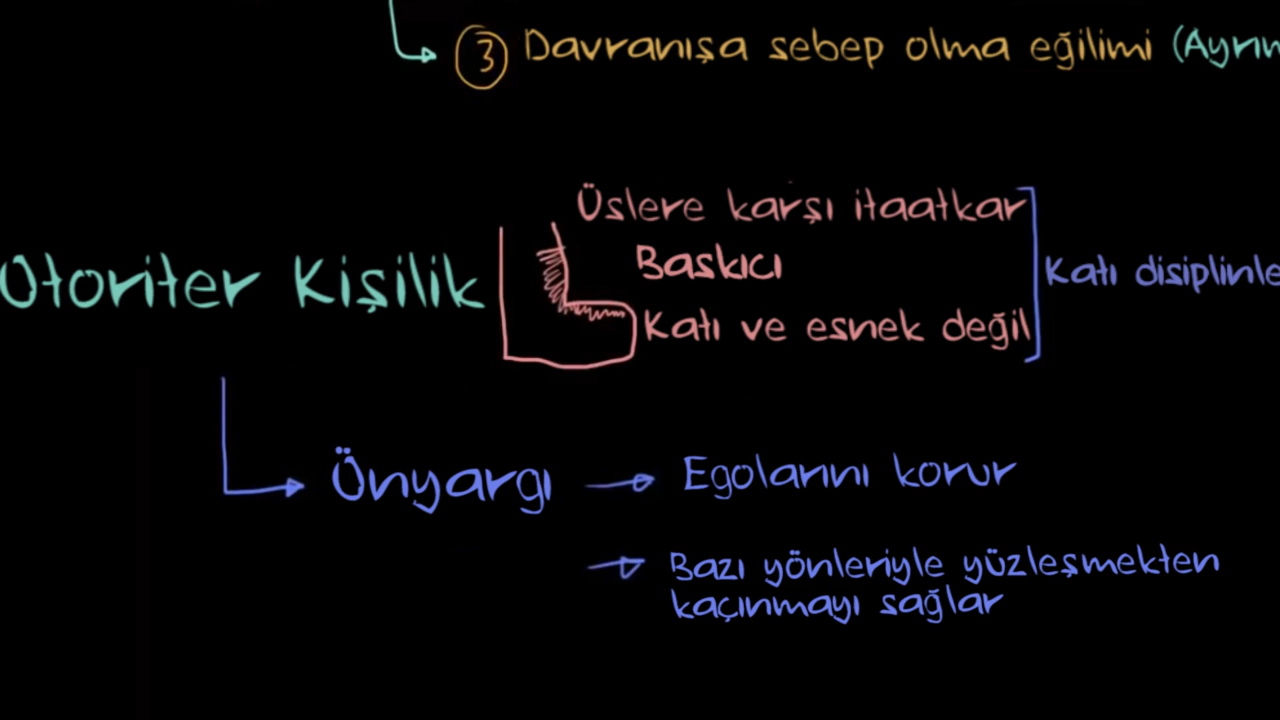 3 Davranışa sebep olma eğilimi
Üslere karşı itaatkar
Otoriter Kişilik
Baskıcı
Katı ve esnek değil
Katı
Önyargı
Egolarını korur
Bazı yönleriyle yüzleşmekten
kaçınmayı sağlar